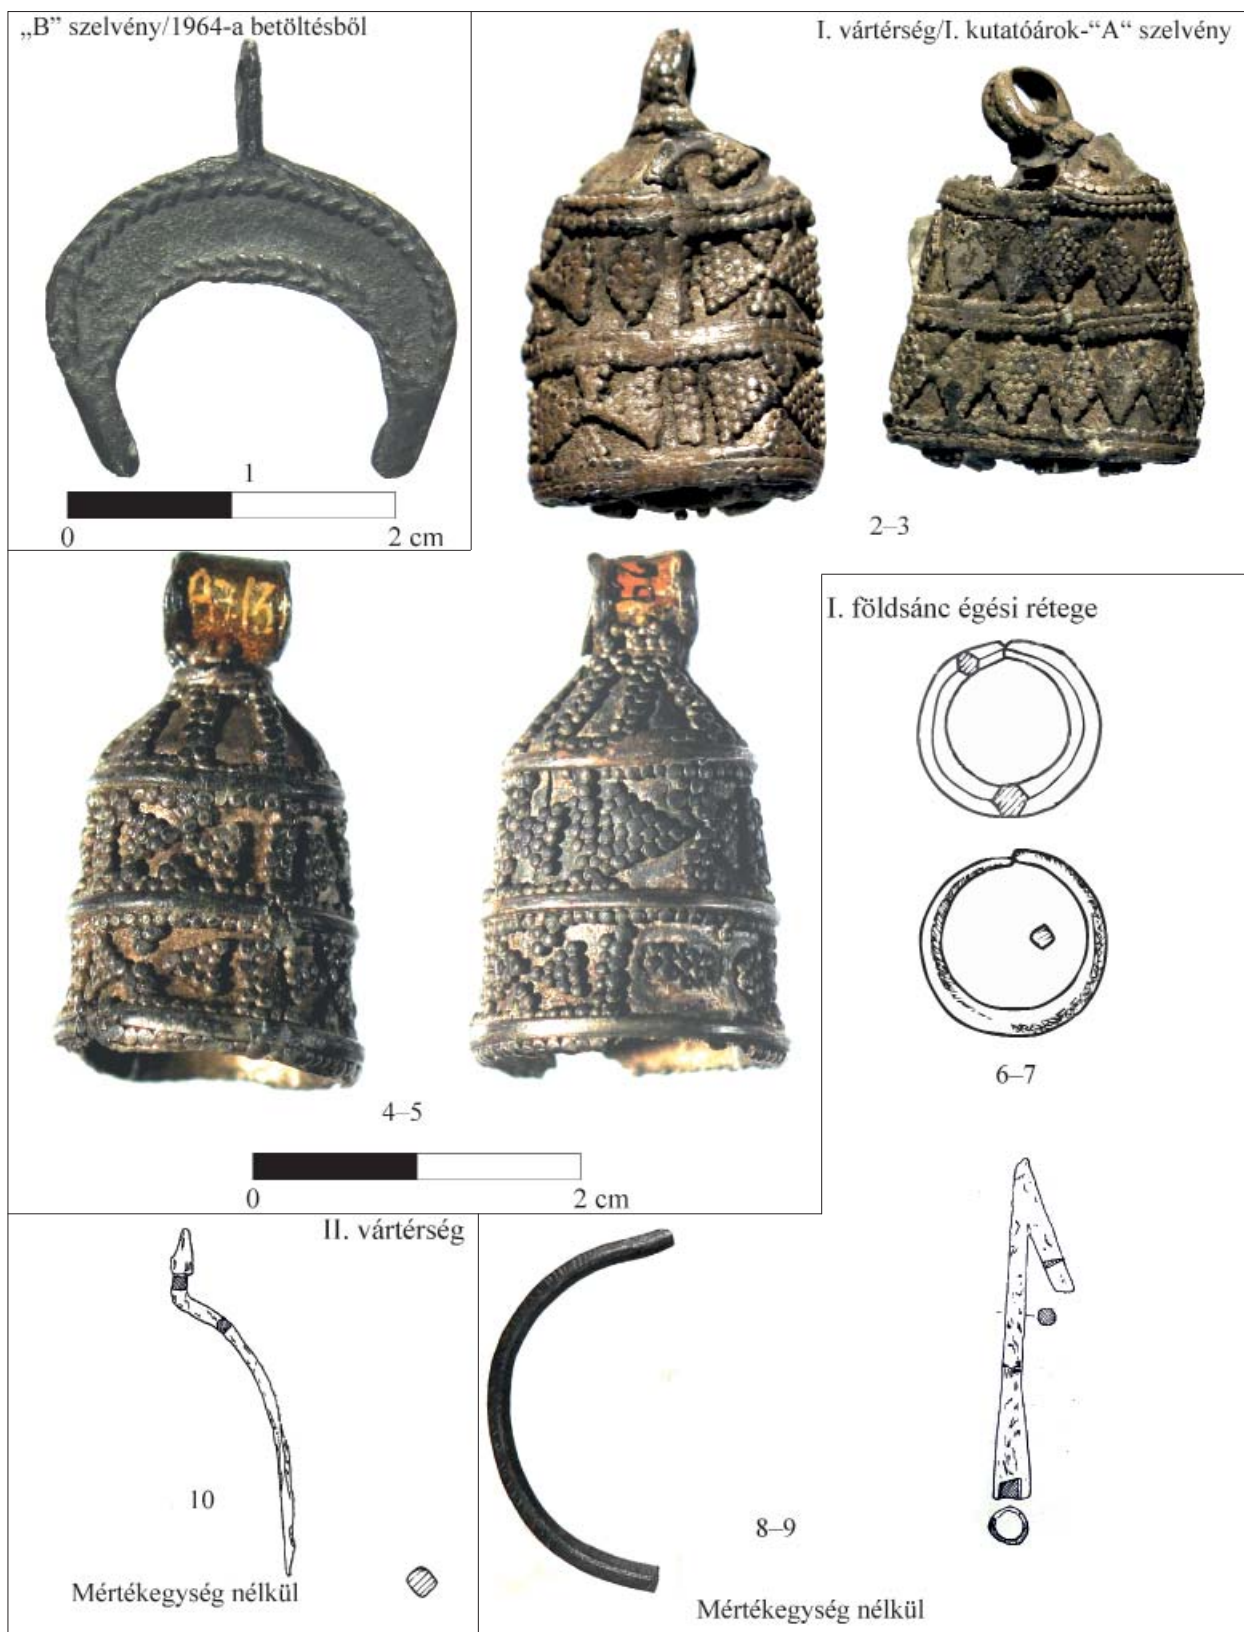 „B” szelvény/1964-a betöltésből
I. vártérség/I. kutatóárok-“A“ szelvény
1
0 2 cm
2–3
I. földsánc égési rétege
4–5
6–7
0 2 cm
II. vártérség
10
8–9
Mértékegység nélkül
Mértékegység nélkül